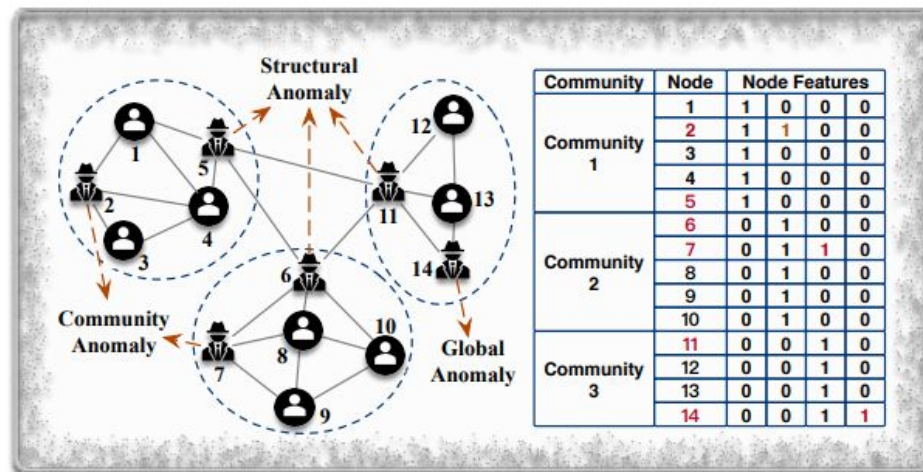 Structural
Anomaly
1
2
3
4
5
6
7
8
9
10
11
12
13
14
Community
Anomaly
Global
Anomaly
Community Node Node Features
Community
1
1 1 0 0 0
2 1 1 0 0
3 1 0 0 0
4 1 0 0 0
5 1 0 0 0
Community
2
6 0 1 0 0
7 0 1 1 0
8 0 1 0 0
9 0 1 0 0
10 0 1 0 0
Community
3
11 0 0 1 0
12 0 0 1 0
13 0 0 1 0
14 0 0 1 1